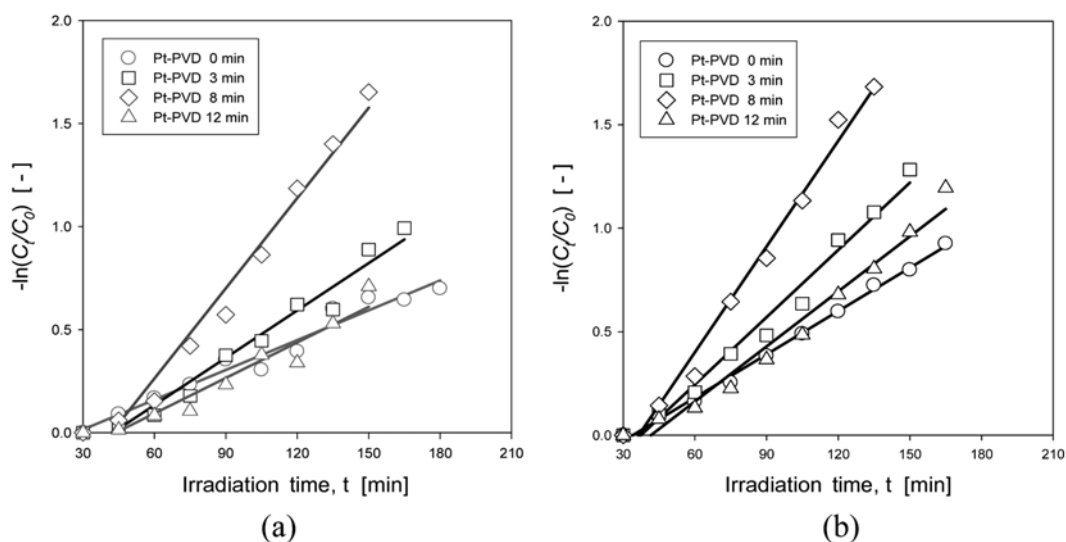 2.0
1.5
1.0
0.5
0.0
-ln(Cₜ/C₀) [ - ]
Pt-PVD 0 min
Pt-PVD 3 min
Pt-PVD 8 min
Pt-PVD 12 min
30 60 90 120 150 180 210
Irradiation time, t [min]
(a)
2.0
1.5
1.0
0.5
0.0
-ln(Cₜ/C₀) [ - ]
Pt-PVD 0 min
Pt-PVD 3 min
Pt-PVD 8 min
Pt-PVD 12 min
30 60 90 120 150 180 210
Irradiation time, t [min]
(b)